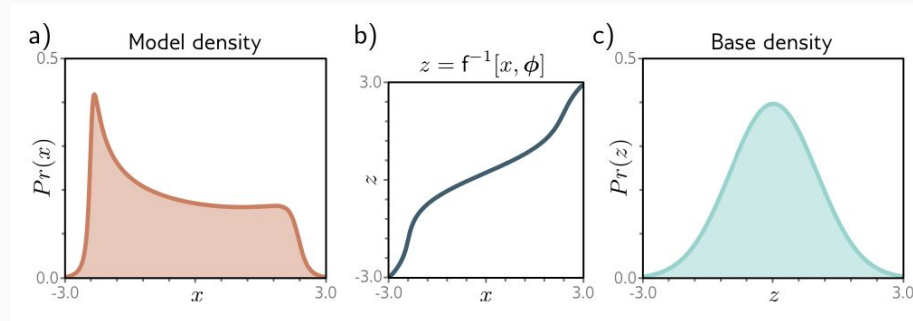 a)
Model density
0.5
Pr(x)
0.0
-3.0
x
3.0
b)
z = f⁻¹[x, ϕ]
3.0
z
-3.0
-3.0
x
3.0
c)
Base density
0.5
Pr(z)
0.0
-3.0
z
3.0